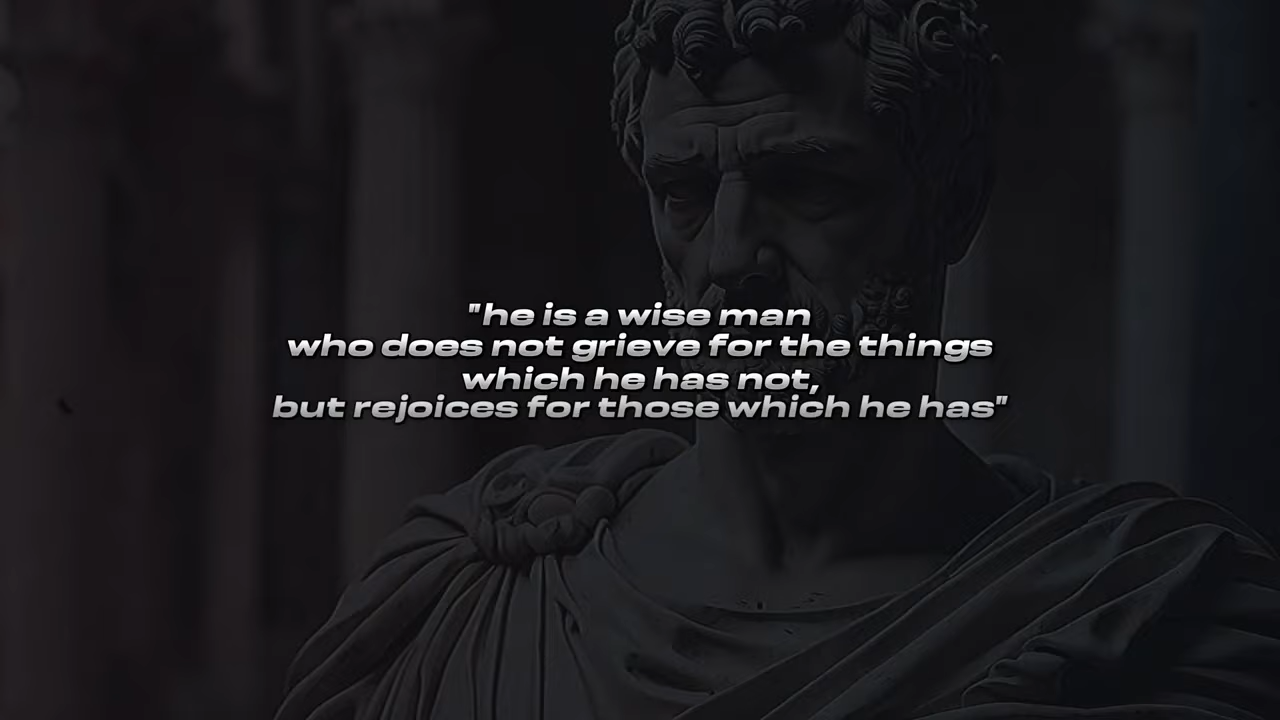 "he is a wise man
who does not grieve for the things
which he has not,
but rejoices for those which he has"